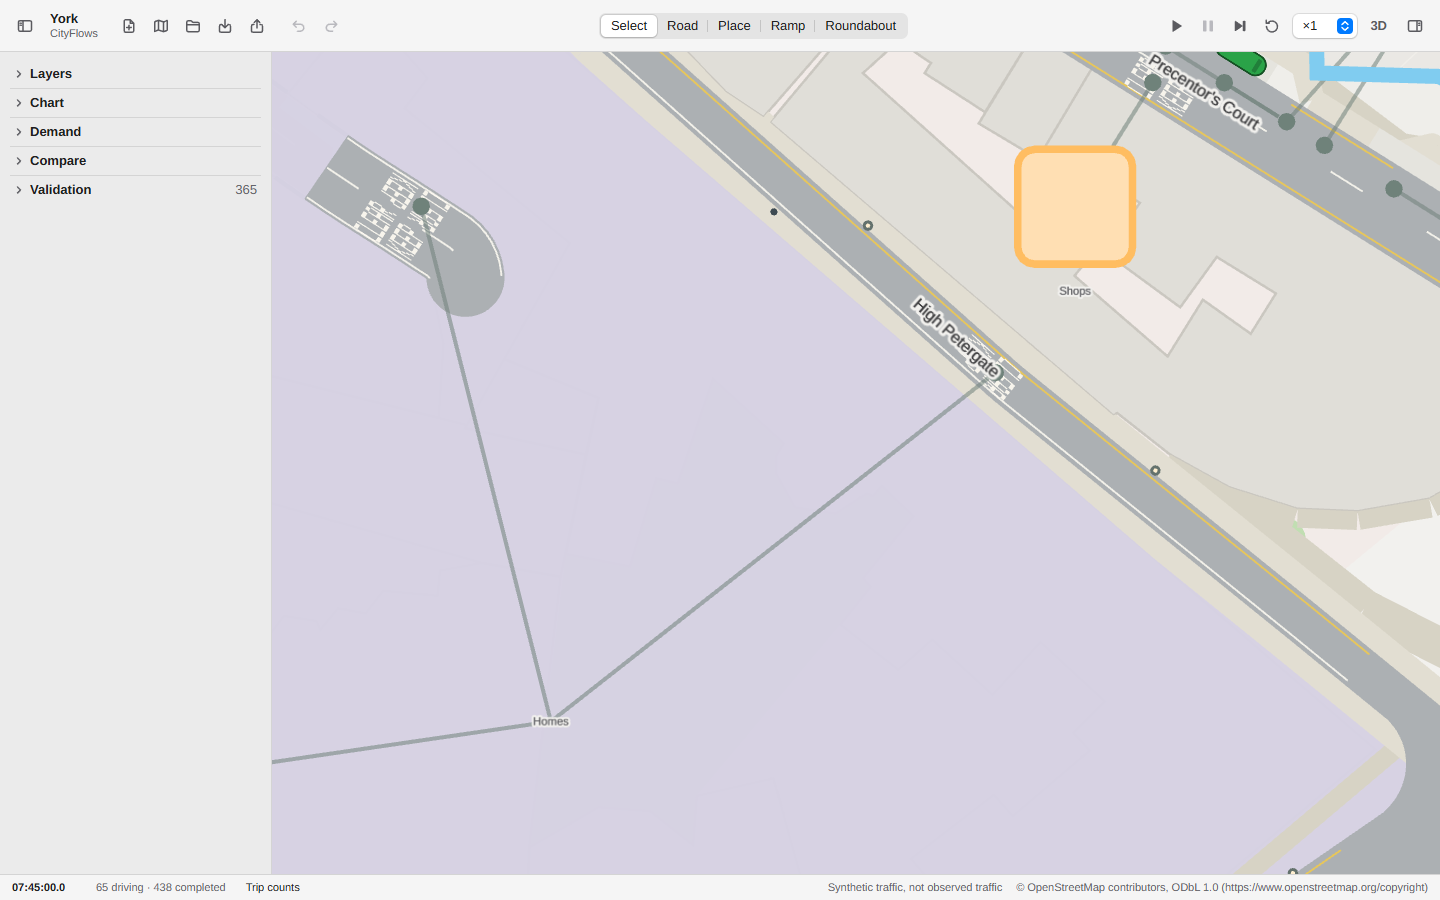 York
CityFlows
Select
Road
Place
Ramp
Roundabout
×1
3D
Layers
Chart
Demand
Compare
Validation
365
Precentor's Court
Shops
High Petergate
Homes
07:45:00.0
65 driving · 438 completed
Trip counts
Synthetic traffic, not observed traffic
© OpenStreetMap contributors, ODbL 1.0 (https://www.openstreetmap.org/copyright)